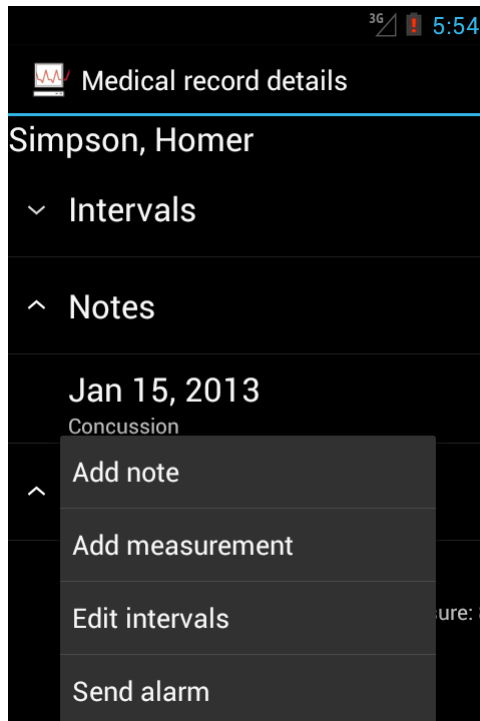 3G 5:54
Medical record details
Simpson, Homer
Intervals
Notes
Jan 15, 2013
Concussion
Add note
Add measurement
Edit intervals
ure:
Send alarm